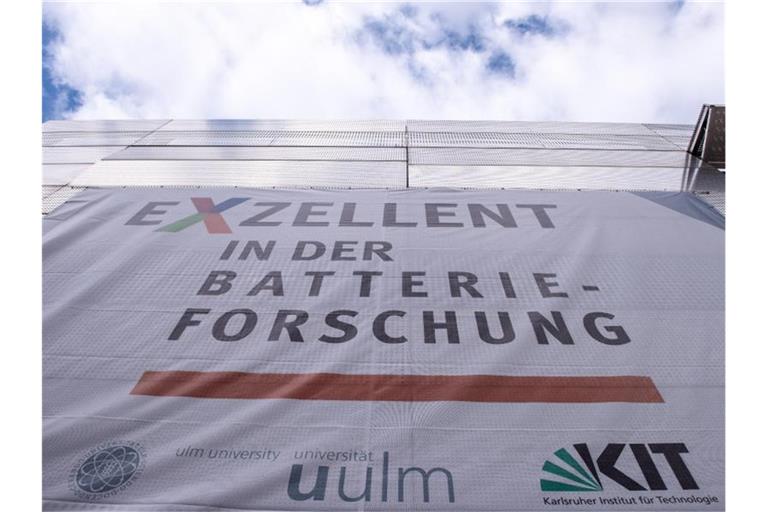 EXZELLENT
IN DER
BATTERIE-
FORSCHUNG
ulm university universität
uulm
KIT
Karlsruher Institut für Technologie